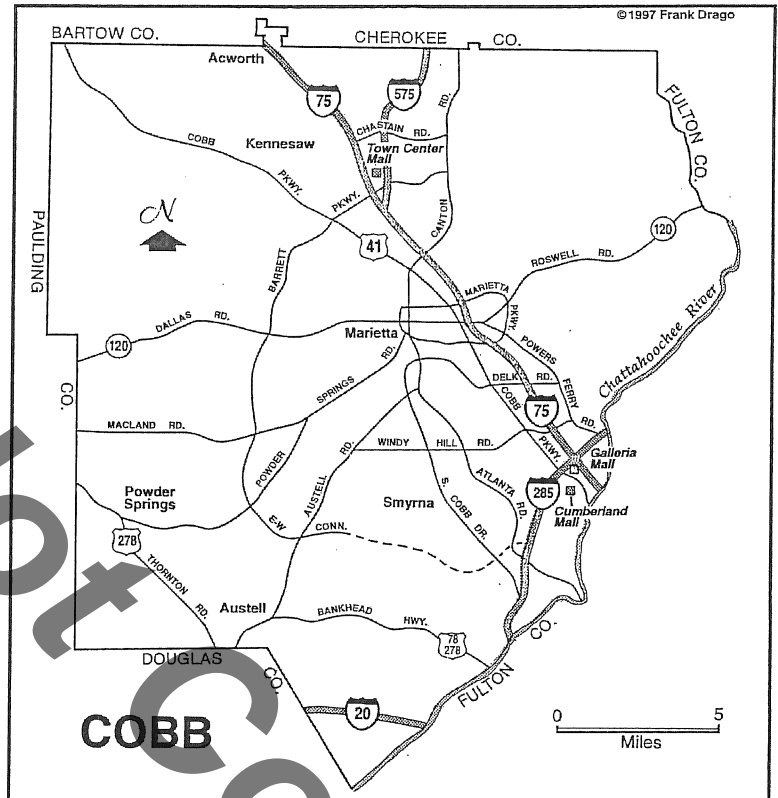 ©1997 Frank Drago
BARTOW CO.
CHEROKEE CO.
Acworth
75
575
RD.
FULTON CO.
CHASTAIN RD.
COBB PKWY.
Kennesaw
Town Center
Mall
PKWY.
N
CANTON
PAULDING CO.
41
120
BARRETT
ROSWELL RD.
MARIETTA PKWY.
Chattahoochee River
DALLAS RD.
120
Marietta
POWERS FERRY RD.
SPRINGS RD.
DELK RD.
COBB PKWY.
75
MACLAND RD.
WINDY HILL RD.
Galleria
Mall
POWDER
AUSTELL RD.
Powder
Springs
ATLANTA RD.
285
S. COBB DR.
Smyrna
Cumberland
Mall
E-W CONN.
278
THORNTON RD.
Austell
BANKHEAD HWY.
78
278
DOUGLAS CO.
FULTON CO.
20
COBB
0 5
Miles
ot Co